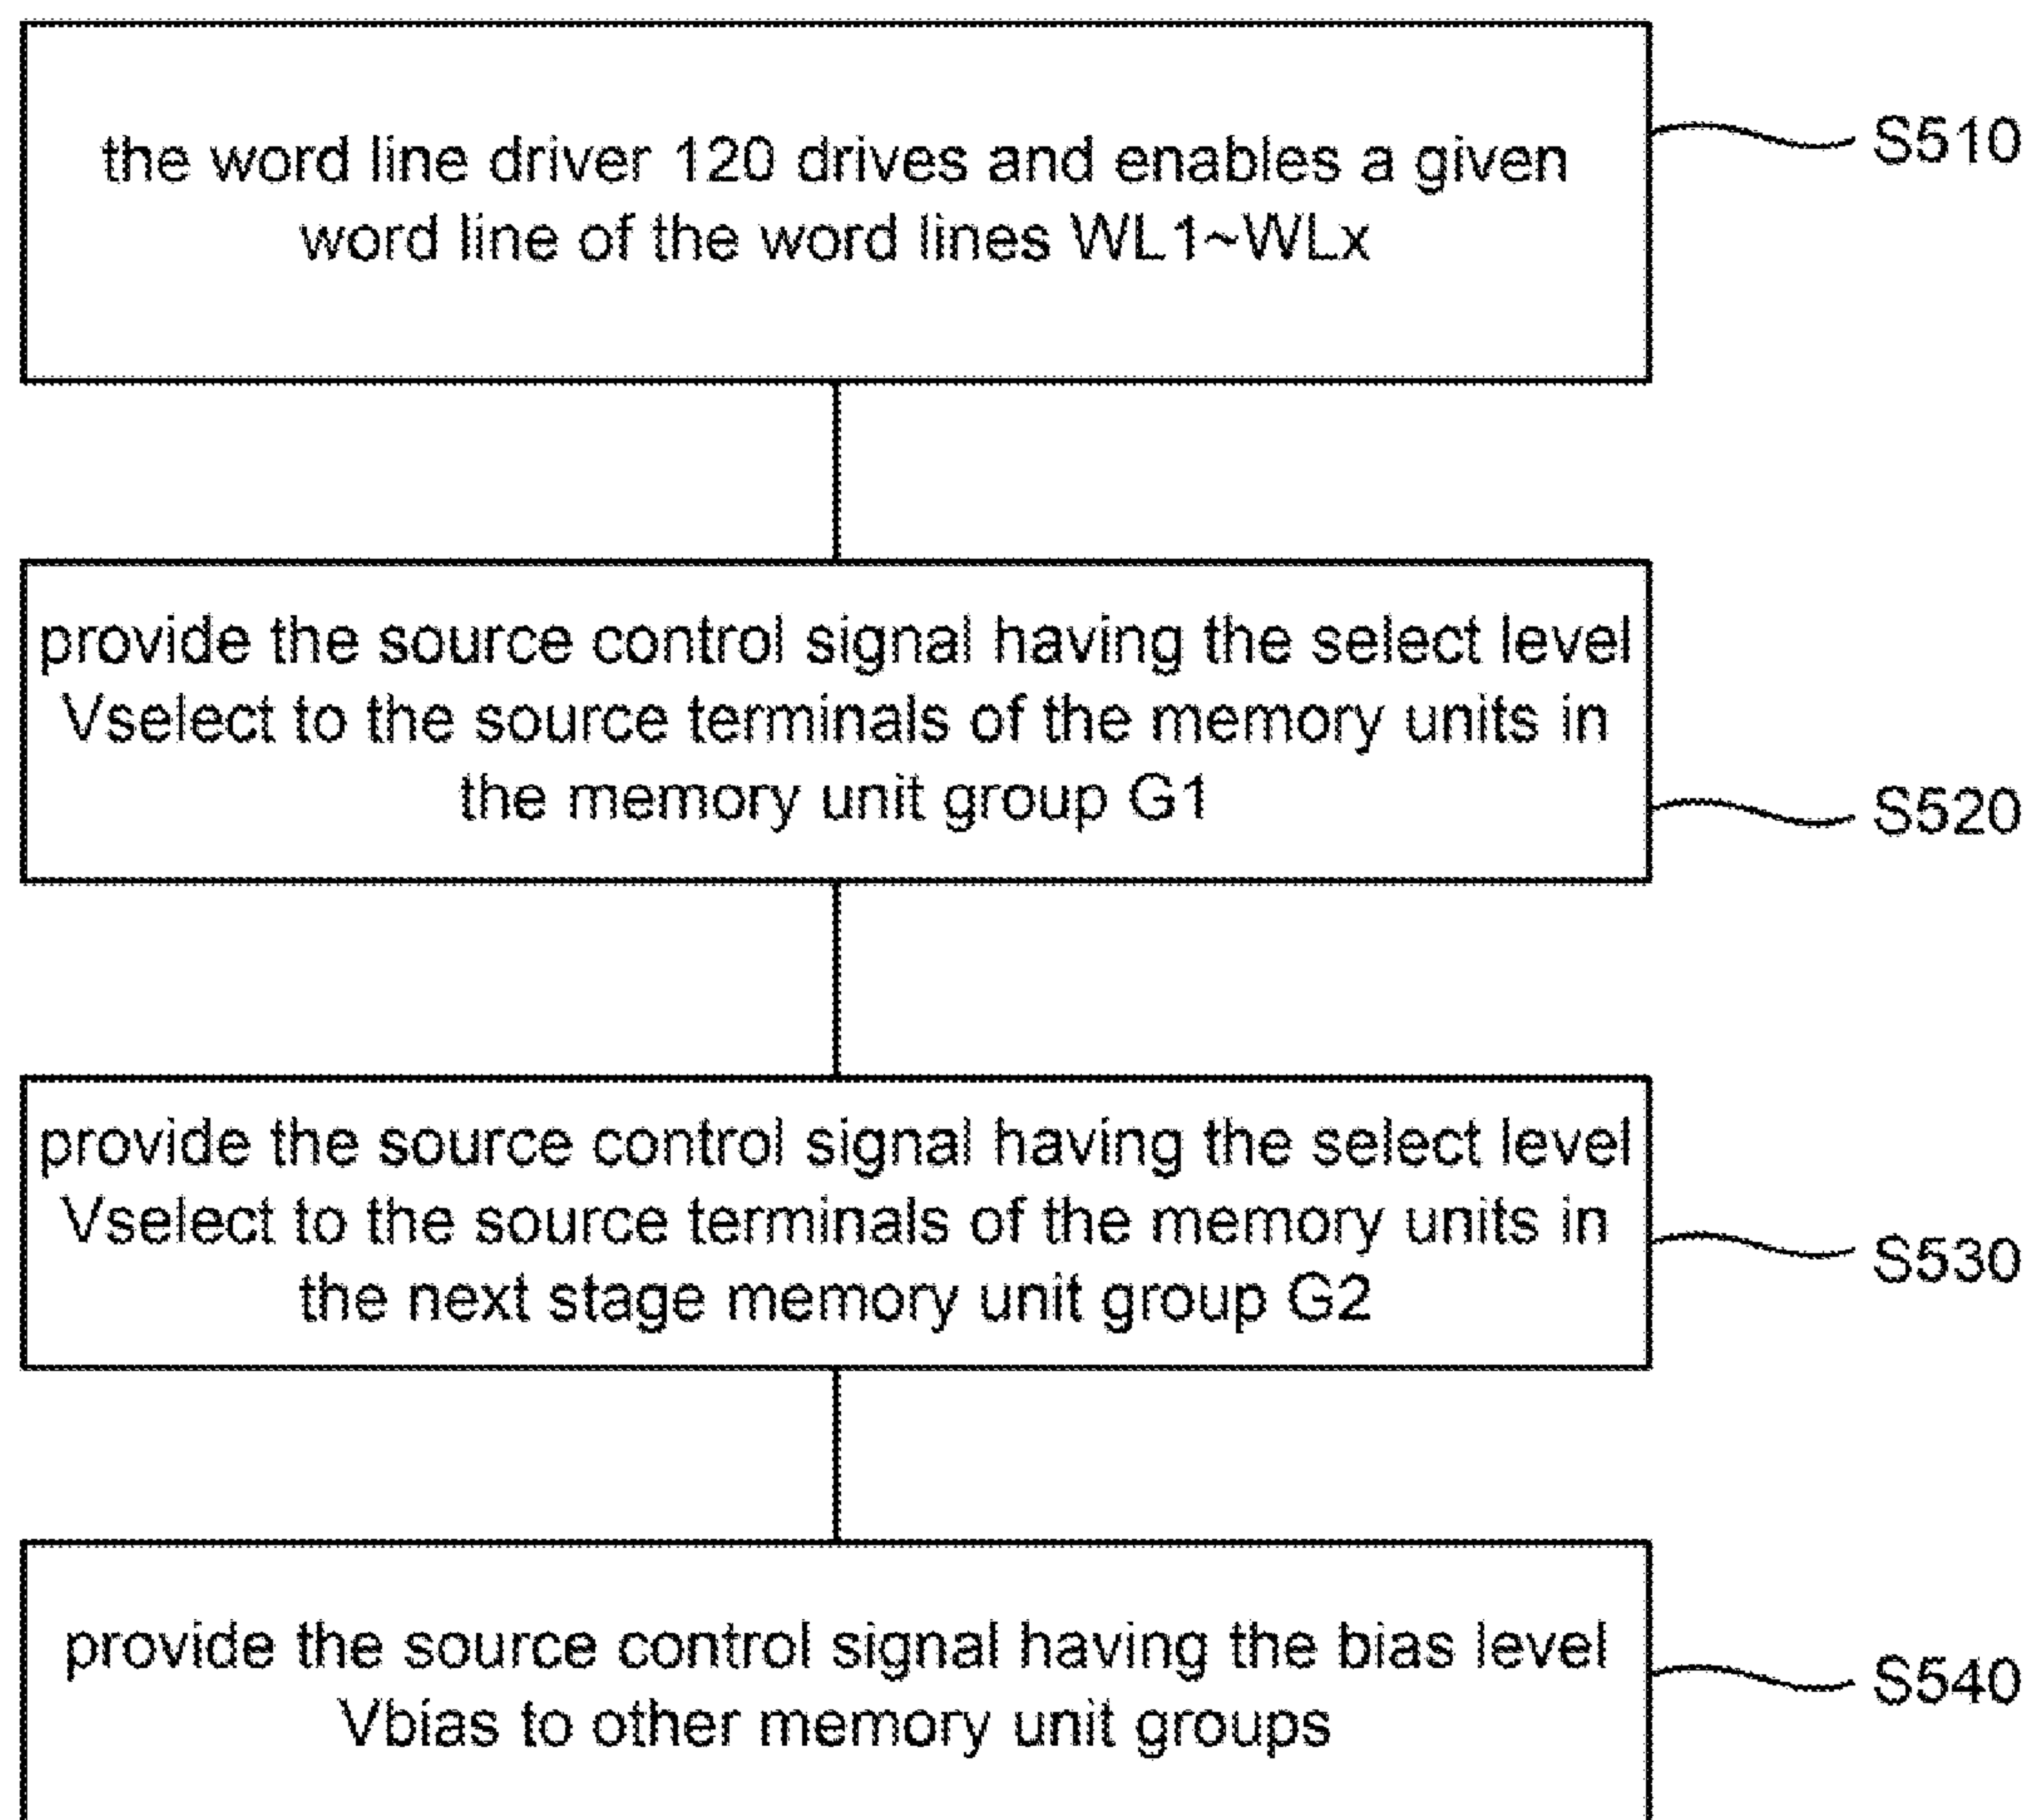 the word line driver 120 drives and enables a given
word line of the word lines WL1~WLx
S510
provide the source control signal having the select level
Vselect to the source terminals of the memory units in
the memory unit group G1
S520
provide the source control signal having the select level
Vselect to the source terminals of the memory units in
the next stage memory unit group G2
S530
provide the source control signal having the bias level
Vbias to other memory unit groups
S540